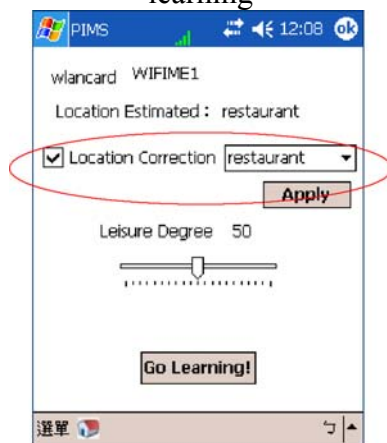 learning
PIMS 12:08 ok
wlancard WIFIME1
Location Estimated : restaurant
Location Correction restaurant
Apply
Leisure Degree 50
Go Learning!
選單 ㄅ